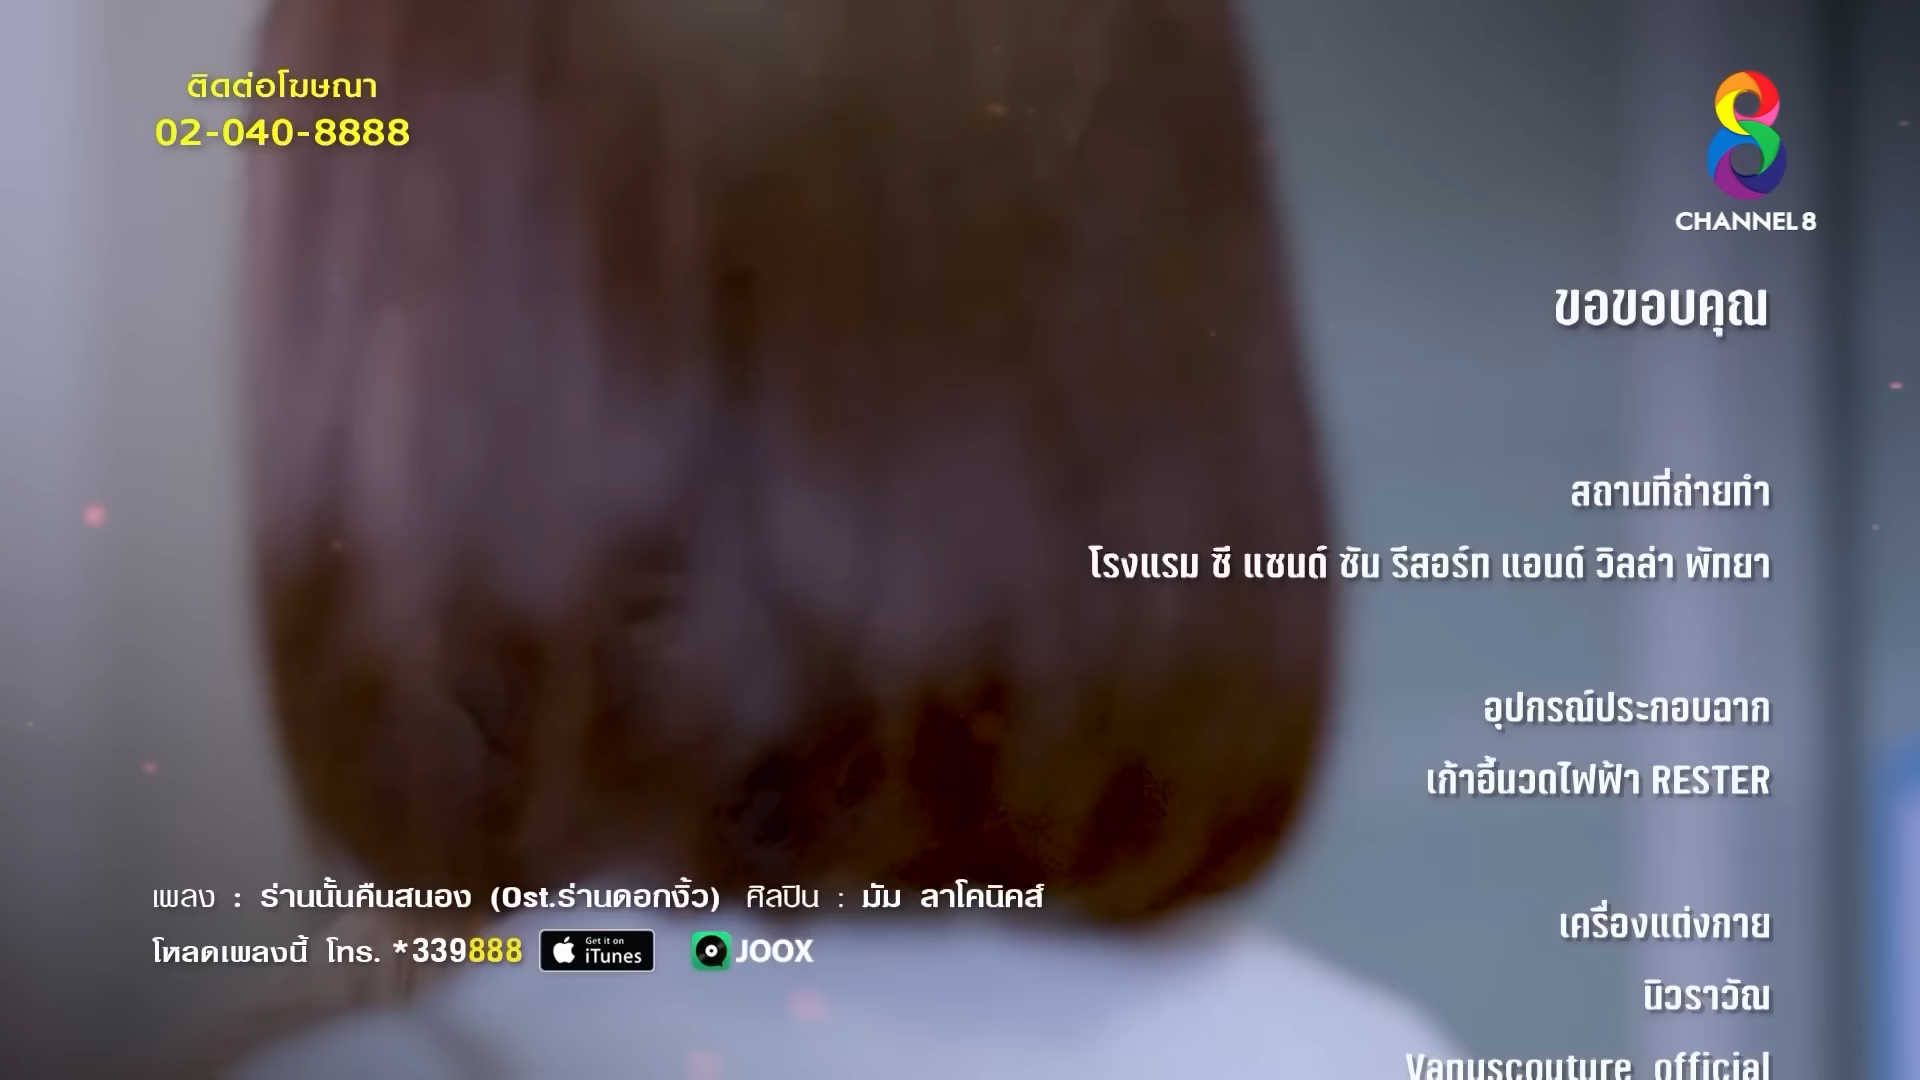 ติดต่อโฆษณา
02-040-8888
CHANNEL 8
ขอขอบคุณ
สถานที่ถ่ายทำ
โรงแรม ซี แซนด์ ซัน รีสอร์ท แอนด์ วิลล่า พัทยา
อุปกรณ์ประกอบฉาก
เก้าอี้นวดไฟฟ้า RESTER
เครื่องแต่งกาย
นิวราวัณ
Vanuscouture_official
เพลง : ร่านนั้นคืนสนอง (Ost.ร่านดอกงิ้ว) ศิลปิน : มัม ลาโคนิคส์
โหลดเพลงนี้ โทร. *339888 Get it on iTunes JOOX